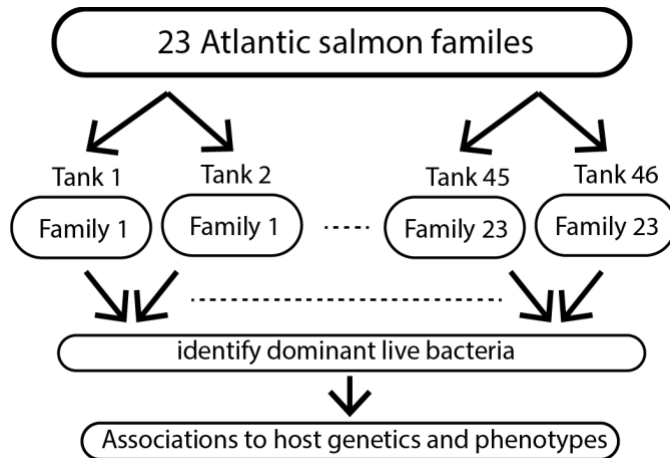 23 Atlantic salmon familes
Tank 1
Tank 2
Tank 45
Tank 46
Family 1
Family 1
Family 23
Family 23
identify dominant live bacteria
Associations to host genetics and phenotypes